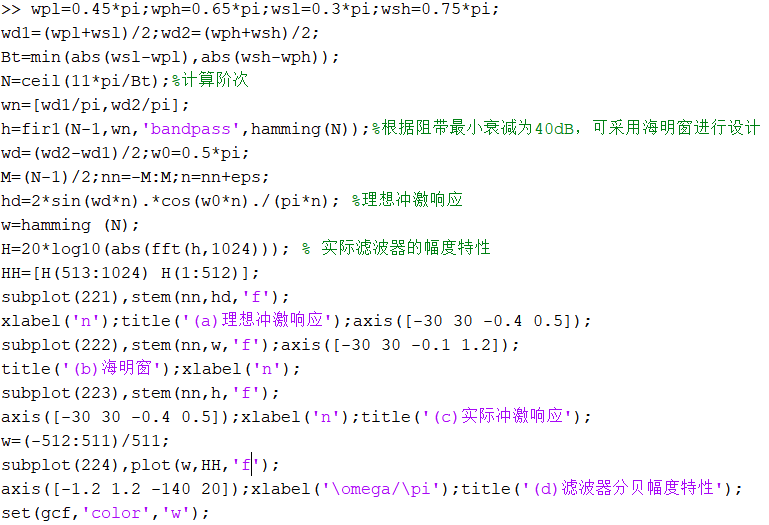 >> wpl=0.45*pi;wph=0.65*pi;wsl=0.3*pi;wsh=0.75*pi;
wd1=(wpl+wsl)/2;wd2=(wph+wsh)/2;
Bt=min(abs(wsl-wpl),abs(wsh-wph));
N=ceil(11*pi/Bt);%计算阶次
wn=[wd1/pi,wd2/pi];
h=fir1(N-1,wn,'bandpass',hamming(N));%根据阻带最小衰减为40dB，可采用海明窗进行设计
wd=(wd2-wd1)/2;w0=0.5*pi;
M=(N-1)/2;nn=-M:M;n=nn+eps;
hd=2*sin(wd*n).*cos(w0*n)./(pi*n); %理想冲激响应
w=hamming (N);
H=20*log10(abs(fft(h,1024))); % 实际滤波器的幅度特性
HH=[H(513:1024) H(1:512)];
subplot(221),stem(nn,hd,'f');
xlabel('n');title('(a)理想冲激响应');axis([-30 30 -0.4 0.5]);
subplot(222),stem(nn,w,'f');axis([-30 30 -0.1 1.2]);
title('(b)海明窗');xlabel('n');
subplot(223),stem(nn,h,'f');
axis([-30 30 -0.4 0.5]);xlabel('n');title('(c)实际冲激响应');
w=(-512:511)/511;
subplot(224),plot(w,HH,'f');
axis([-1.2 1.2 -140 20]);xlabel('\omega/\pi');title('(d)滤波器分贝幅度特性');
set(gcf,'color','w');